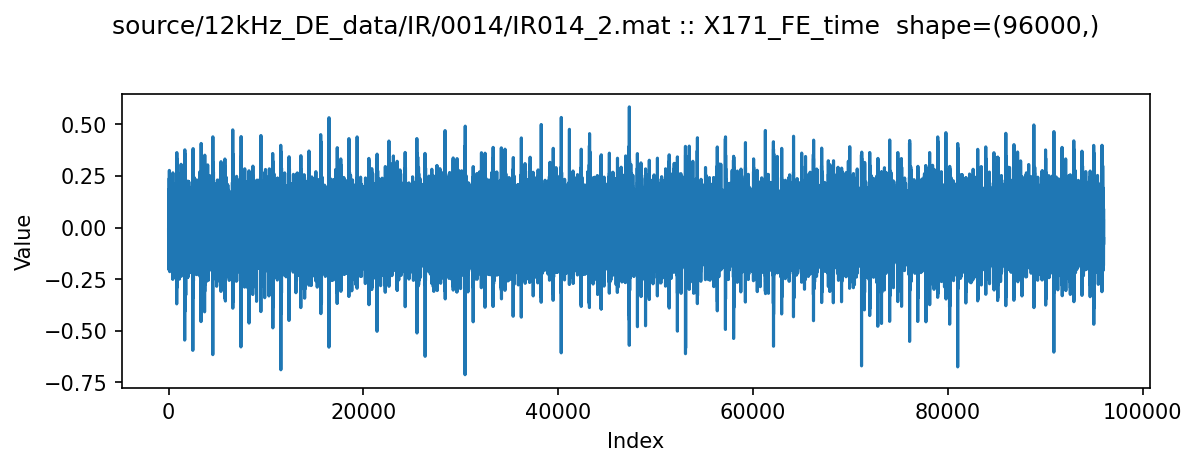 source/12kHz_DE_data/IR/0014/IR014_2.mat :: X171_FE_time  shape=(96000,)
0.50
0.25
0.00
−0.25
−0.50
−0.75
Value
0 20000 40000 60000 80000 100000
Index